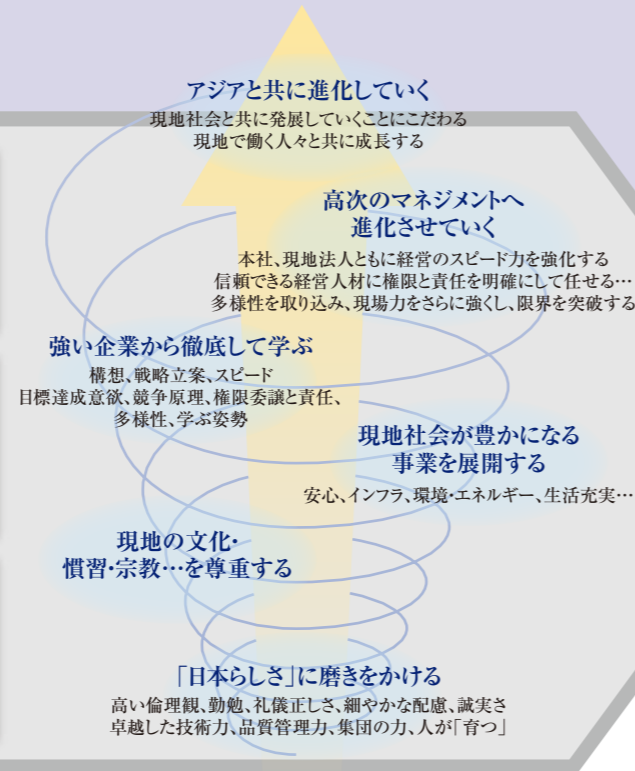 アジアと共に進化していく
現地社会と共に発展していくことにこだわる
現地で働く人々と共に成長する
高次のマネジメントへ
進化させていく
本社、現地法人ともに経営のスピード力を強化する
信頼できる経営人材に権限と責任を明確にして任せる…
多様性を取り込み、現場力をさらに強くし、限界を突破する
強い企業から徹底して学ぶ
構想、戦略立案、スピード
目標達成意欲、競争原理、権限委譲と責任、
多様性、学ぶ姿勢
現地社会が豊かになる
事業を展開する
安心、インフラ、環境・エネルギー、生活充実…
現地の文化・
慣習・宗教…を尊重する
「日本らしさ」に磨きをかける
高い倫理観、勤勉、礼儀正しさ、細やかな配慮、誠実さ
卓越した技術力、品質管理力、集団の力、人が「育つ」